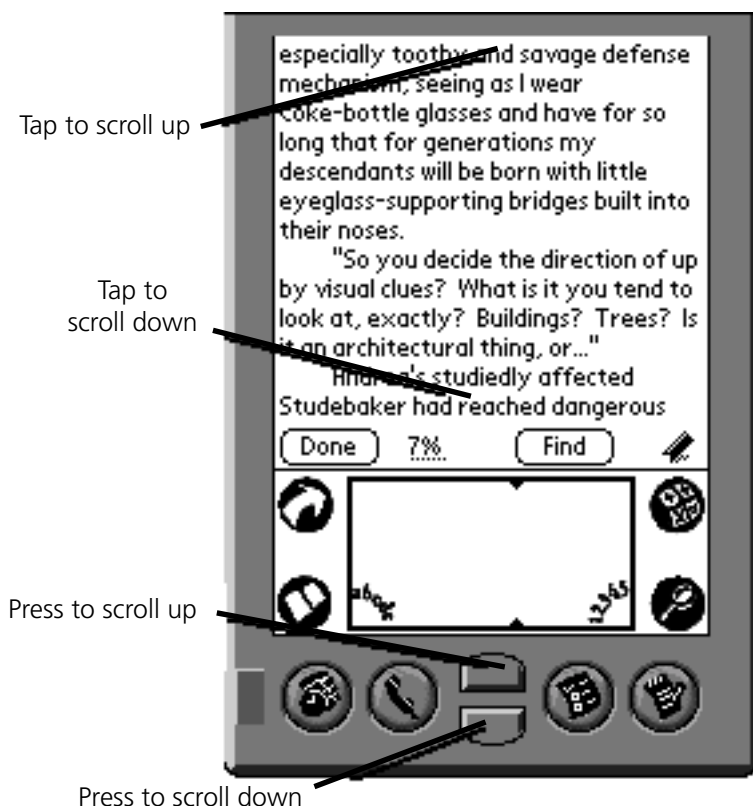 especially toothy and savage defense
mechanism, seeing as I wear
coke-bottle glasses and have for so
long that for generations my
descendants will be born with little
eyeglass-supporting bridges built into
their noses.
"So you decide the direction of up
by visual clues? What is it you tend to
look at, exactly? Buildings? Trees? Is
it an architectural thing, or..."
Andrea's studiedly affected
Studebaker had reached dangerous
Done 7% Find
abcde 12345
Tap to scroll up
Tap to
scroll down
Press to scroll up
Press to scroll down